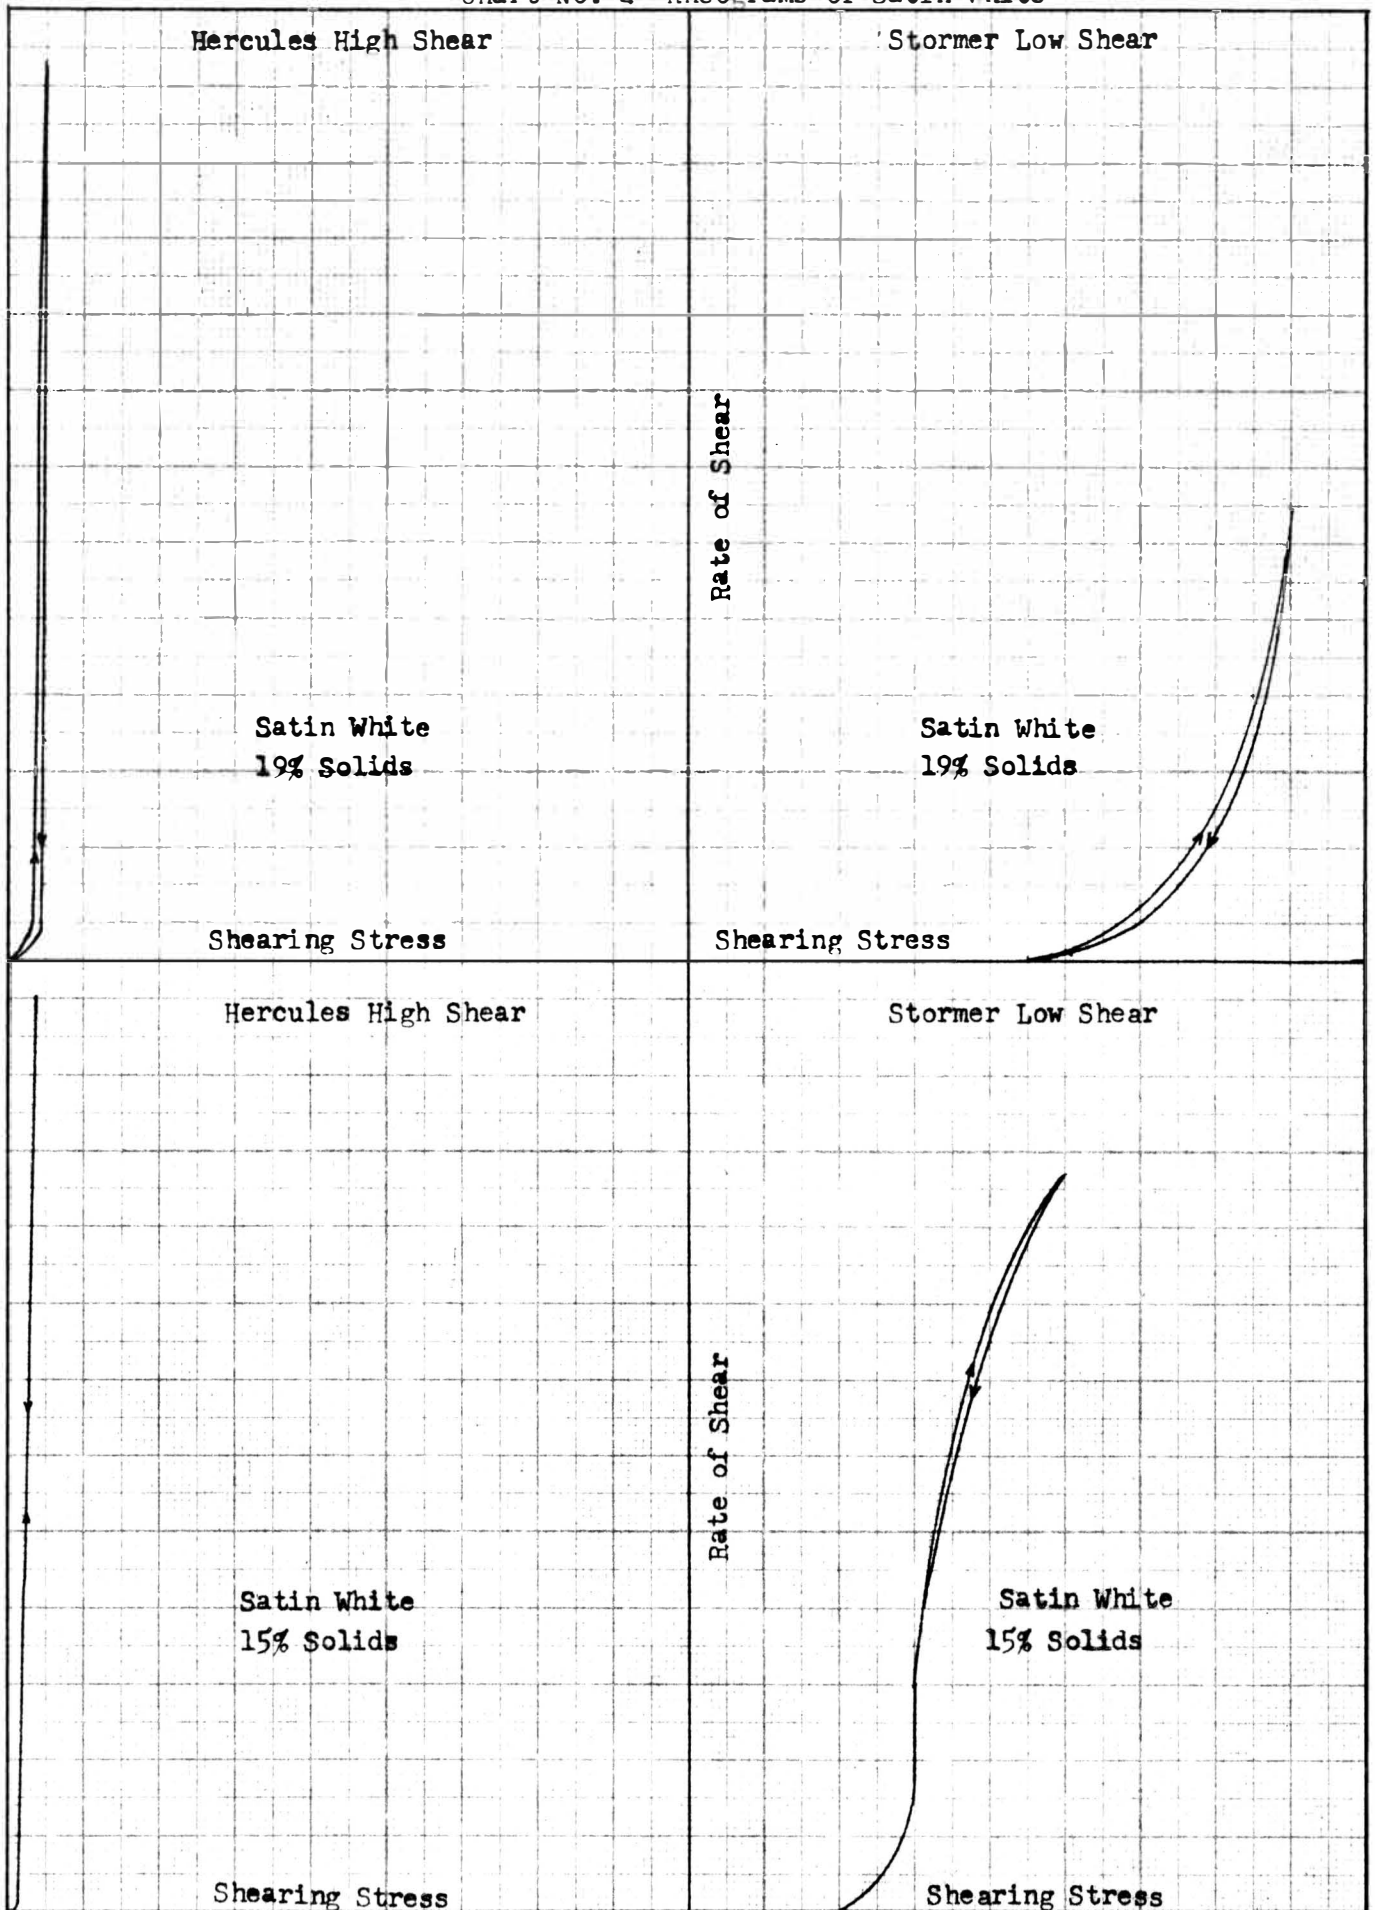 Hercules High Shear
Stormer Low Shear
Rate of Shear
Satin White
19% Solids
Satin White
19% Solids
Shearing Stress
Shearing Stress
Hercules High Shear
Stormer Low Shear
Rate of Shear
Satin White
15% Solids
Satin White
15% Solids
Shearing Stress
Shearing Stress